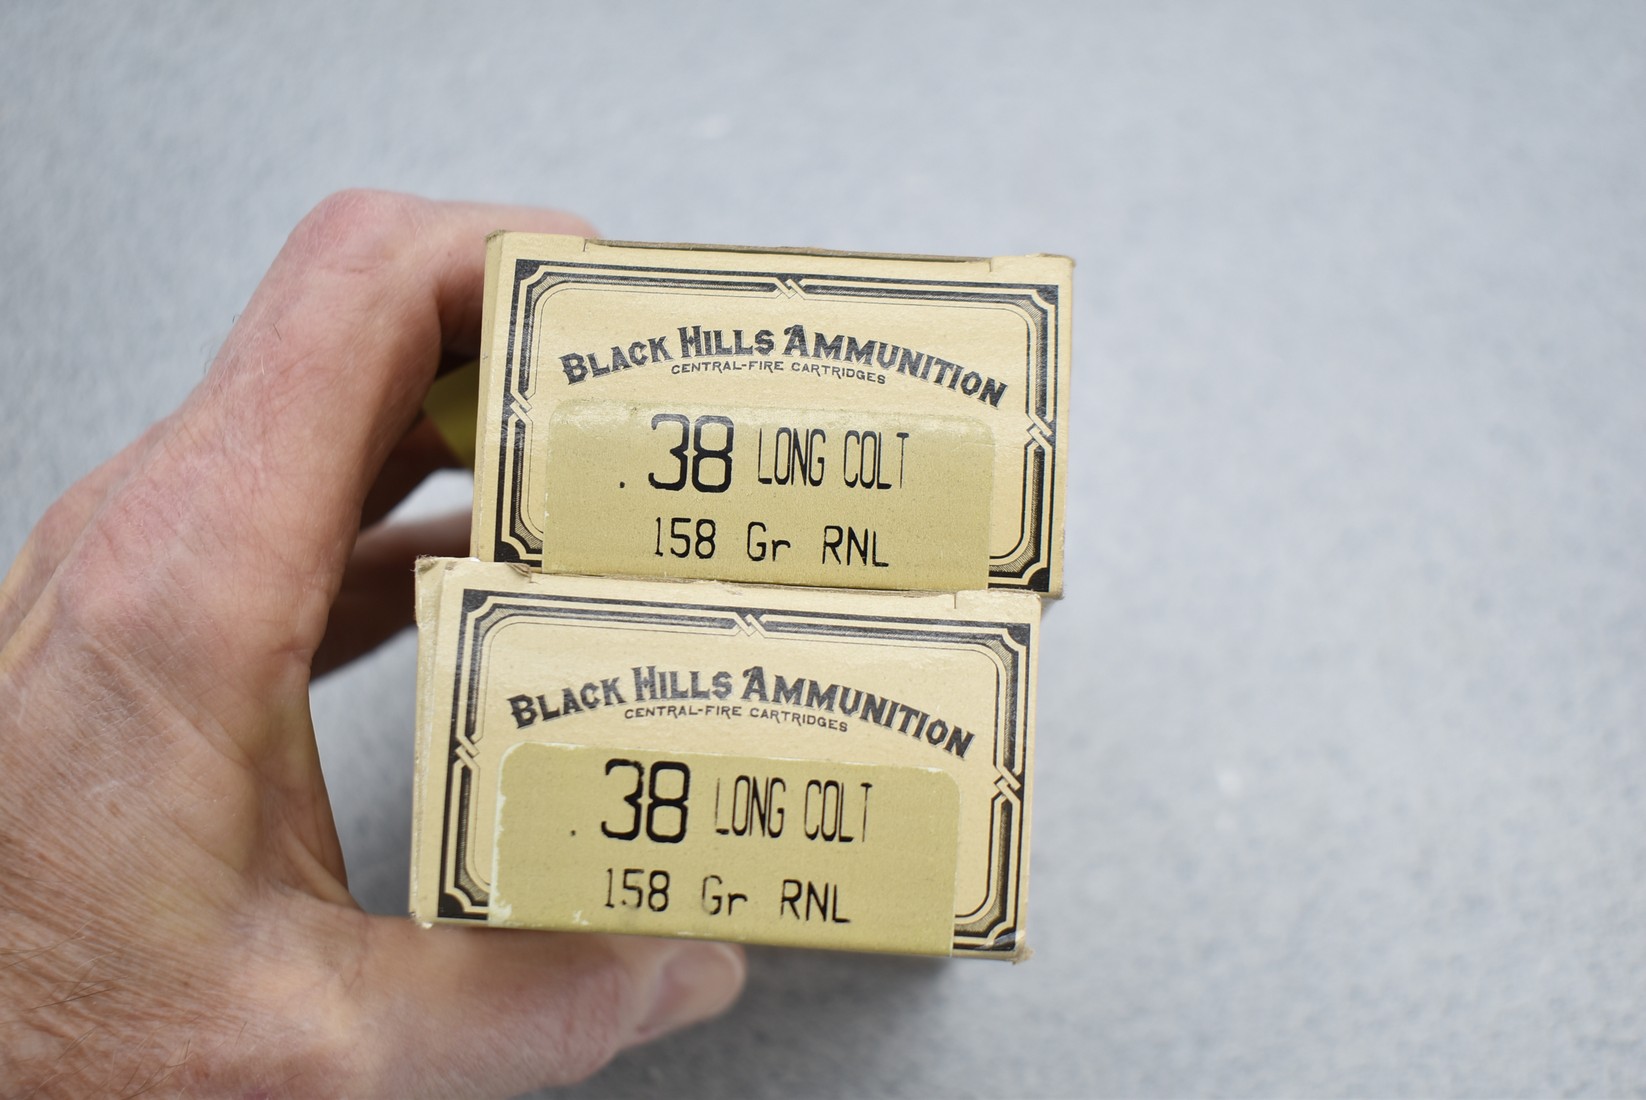 BLACK HILLS AMMUNITION
CENTRAL-FIRE CARTRIDGES
.38 LONG COLT
158 Gr RNL
BLACK HILLS AMMUNITION
CENTRAL-FIRE CARTRIDGES
.38 LONG COLT
158 Gr RNL